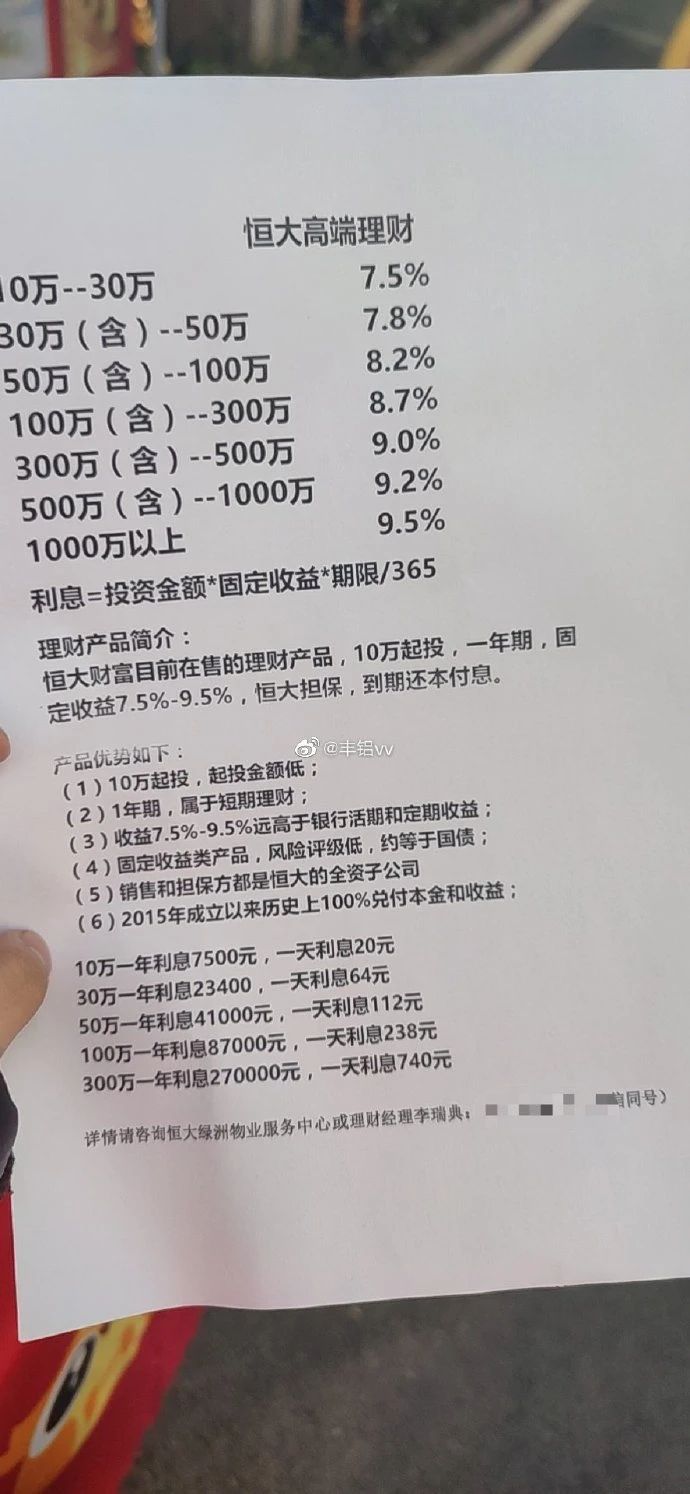 恒大高端理财
10万--30万 7.5%
30万（含）--50万 7.8%
50万（含）--100万 8.2%
100万（含）--300万 8.7%
300万（含）--500万 9.0%
500万（含）--1000万 9.2%
1000万以上 9.5%
利息=投资金额*固定收益*期限/365
理财产品简介：
恒大财富目前在售的理财产品，10万起投，一年期，固
定收益7.5%-9.5%，恒大担保，到期还本付息。
@丰铝vv
产品优势如下：
（1）10万起投，起投金额低；
（2）1年期，属于短期理财；
（3）收益7.5%-9.5%远高于银行活期和定期收益；
（4）固定收益类产品，风险评级低，约等于国债；
（5）销售和担保方都是恒大的全资子公司
（6）2015年成立以来历史上100%兑付本金和收益；
10万一年利息7500元，一天利息20元
30万一年利息23400，一天利息64元
50万一年利息41000元，一天利息112元
100万一年利息87000元，一天利息238元
300万一年利息270000元，一天利息740元
详情请咨询恒大绿洲物业服务中心或理财经理李瑞典： 同号）